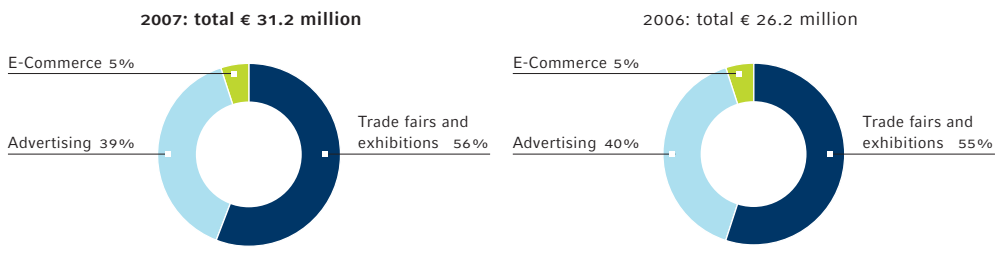 2007: total € 31.2 million
E-Commerce 5%
Advertising 39%
Trade fairs and
exhibitions 56%
2006: total € 26.2 million
E-Commerce 5%
Advertising 40%
Trade fairs and
exhibitions 55%